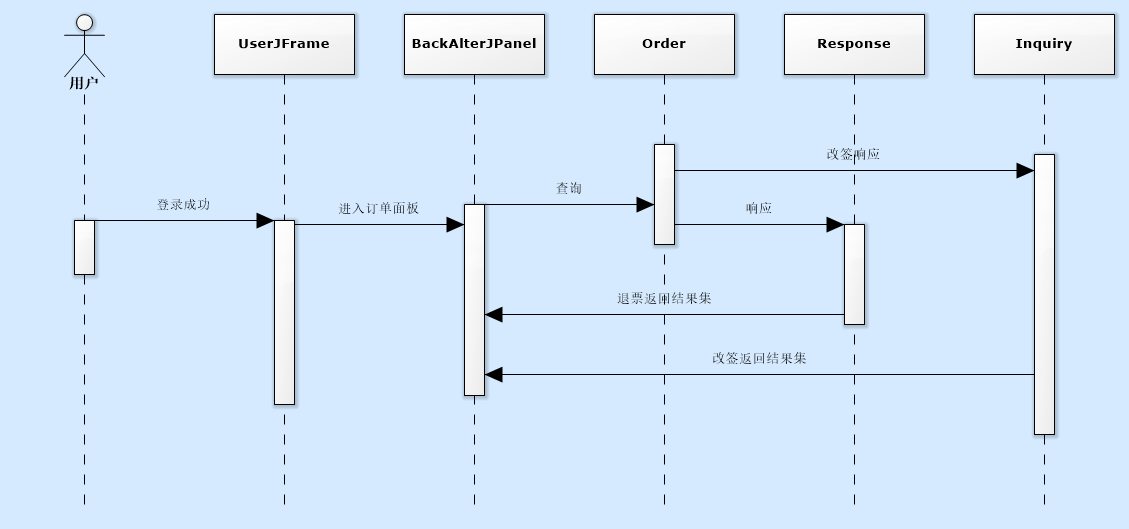 用户
UserJFrame
BackAlterJPanel
Order
Response
Inquiry
改签响应
查询
登录成功
进入订单面板
响应
退票返回结果集
改签返回结果集